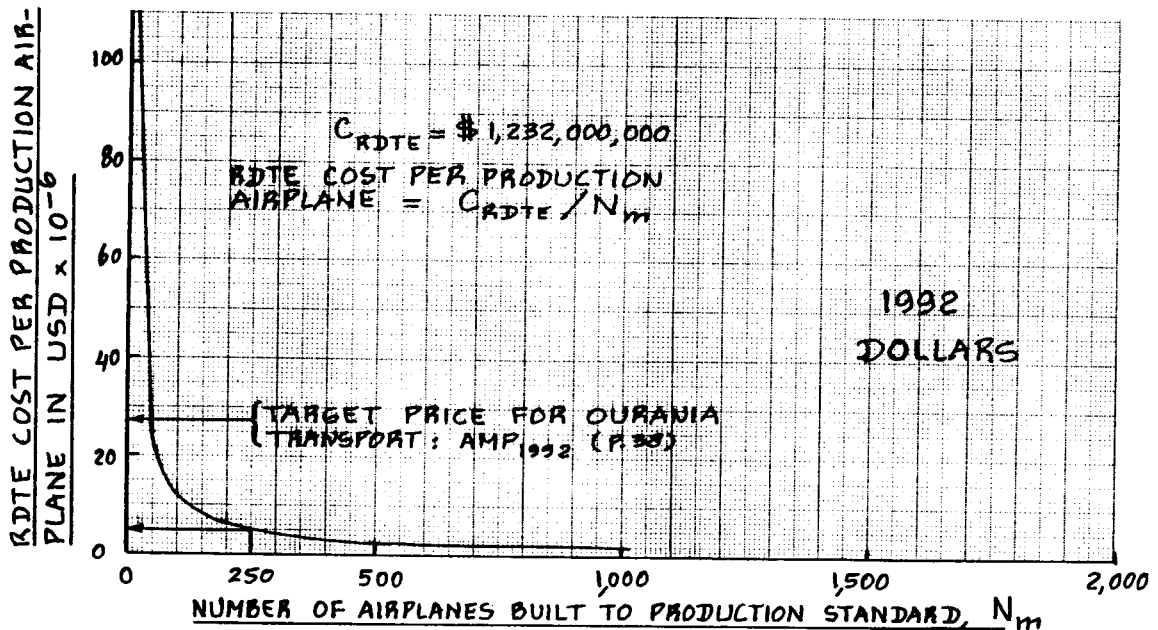 RDTE COST PER PRODUCTION AIR-
PLANE IN USD x 10⁻⁶
100
80
60
40
20
0
C_RDTE = $ 1,232,000,000
RDTE COST PER PRODUCTION
AIRPLANE = C_RDTE / N_m
1992
DOLLARS
TARGET PRICE FOR OURANIA
TRANSPORT: AMP_1992 (P.38)
0 250 500 1,000 1,500 2,000
NUMBER OF AIRPLANES BUILT TO PRODUCTION STANDARD, N_m